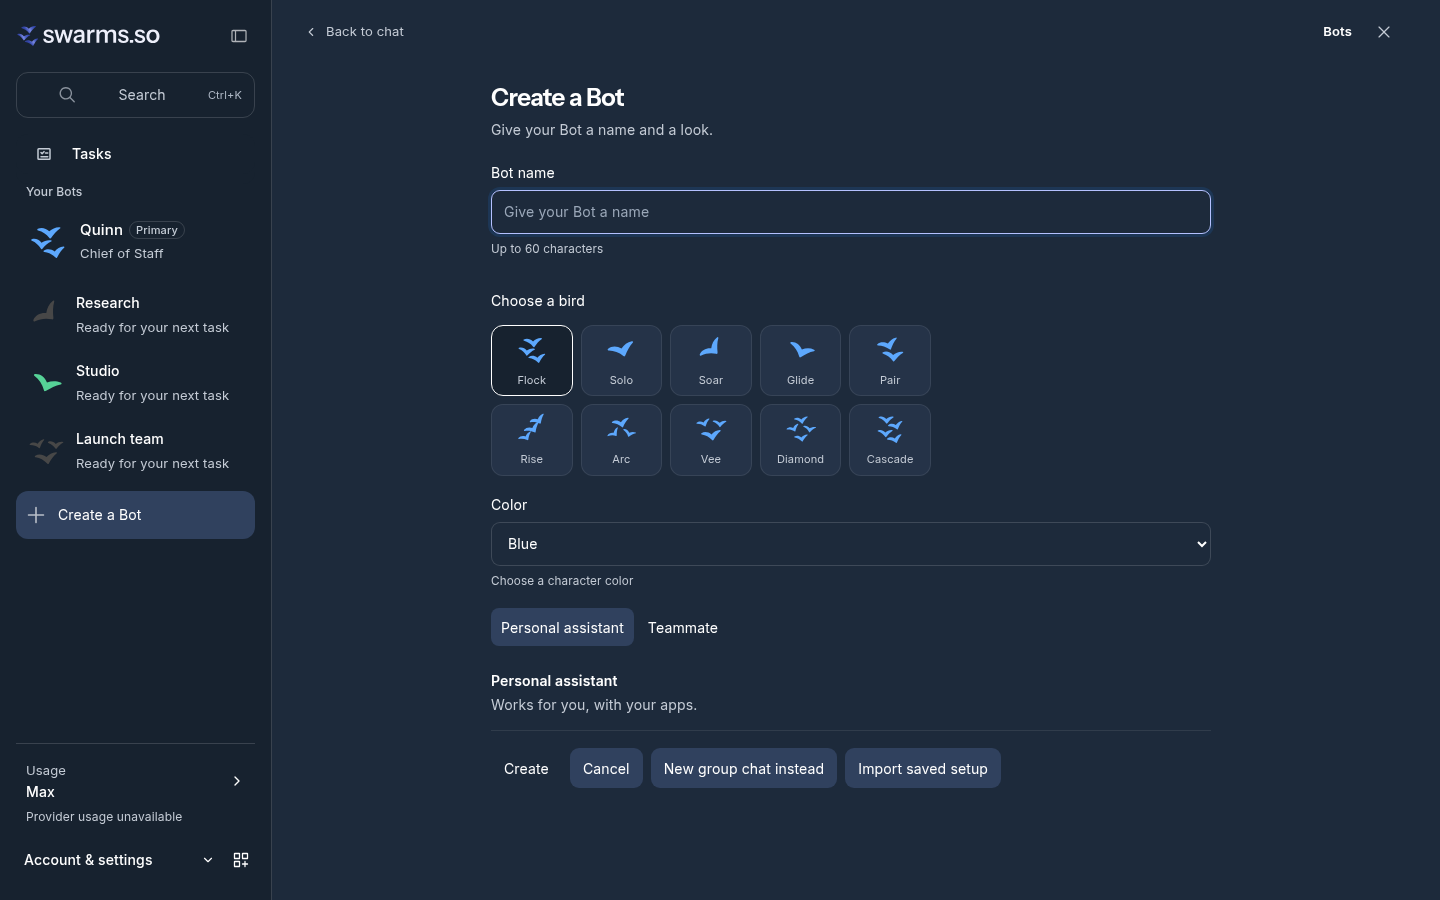 swarms.so
Search
Ctrl+K
Tasks
Your Bots
Quinn
Primary
Chief of Staff
Research
Ready for your next task
Studio
Ready for your next task
Launch team
Ready for your next task
Create a Bot
Usage
Max
Provider usage unavailable
Account & settings
Back to chat
Bots
Create a Bot
Give your Bot a name and a look.
Bot name
Give your Bot a name
Up to 60 characters
Choose a bird
Flock
Solo
Soar
Glide
Pair
Rise
Arc
Vee
Diamond
Cascade
Color
Blue
Choose a character color
Personal assistant
Teammate
Personal assistant
Works for you, with your apps.
Create
Cancel
New group chat instead
Import saved setup